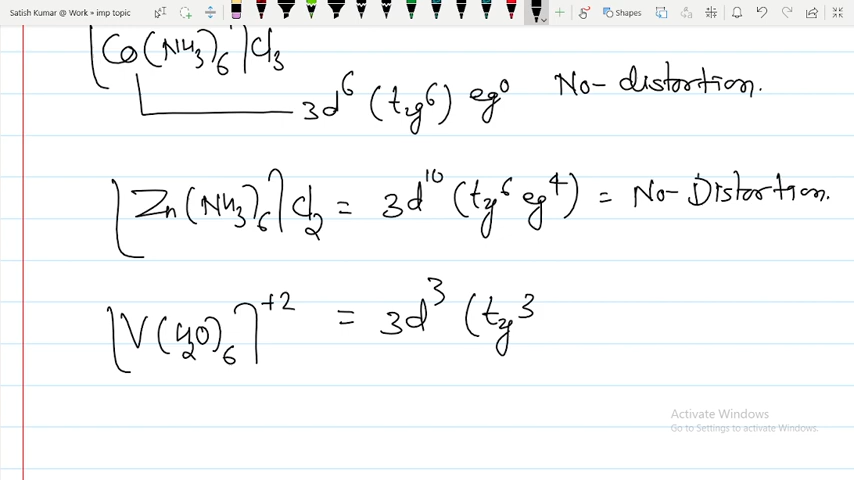 Satish Kumar @ Work » imp topic
Shapes
[Co(NH3)6]Cl3
3d6 (t2g6) eg0 No-distortion.
[Zn(NH3)6]Cl2 = 3d10 (t2g6 eg4) = No-Distortion.
[V(H2O)6]+2 = 3d3 (t2g3
Activate Windows
Go to Settings to activate Windows.